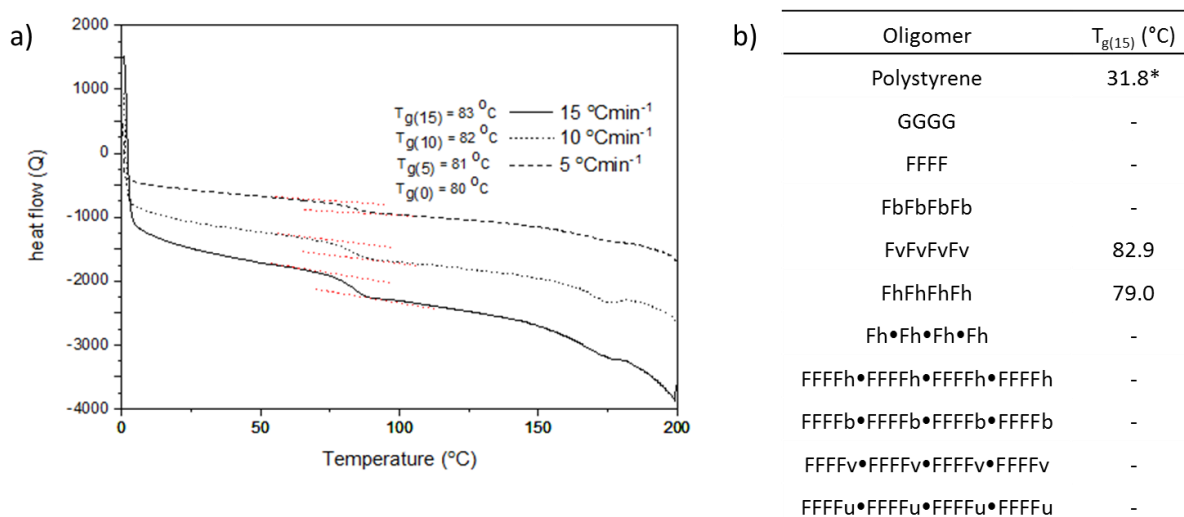 a)
2000
1000
0
-1000
-2000
-3000
-4000
heat flow (Q)
0
50
100
150
200
Temperature (°C)
Tg(15) = 83 °C
Tg(10) = 82 °C
Tg(5) = 81 °C
Tg(0) = 80 °C
15 °Cmin-1
10 °Cmin-1
5 °Cmin-1
b)
Oligomer Tg(15) (°C)
Polystyrene 31.8*
GGGG -
FFFF -
FbFbFbFb -
FvFvFvFv 82.9
FhFhFhFh 79.0
Fh•Fh•Fh•Fh -
FFFFh•FFFFh•FFFFh•FFFFh -
FFFFb•FFFFb•FFFFb•FFFFb -
FFFFv•FFFFv•FFFFv•FFFFv -
FFFFu•FFFFu•FFFFu•FFFFu -